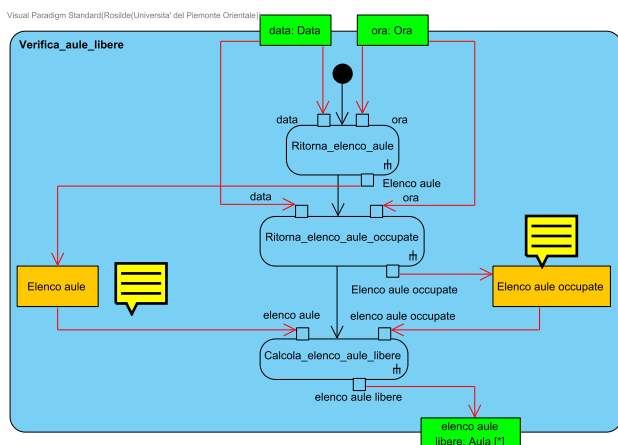 Visual Paradigm Standard(Rosilde(Universita' del Piemonte Orientale))
data: Data
ora: Ora
Verifica_aule_libere
data
ora
Ritorna_elenco_aule
Elenco aule
data
ora
Ritorna_elenco_aule_occupate
Elenco aule
Elenco aule occupate
Elenco aule occupate
elenco aule
elenco aule occupate
Calcola_elenco_aule_libere
elenco aule libere
elenco aule
libere: Aula [*]